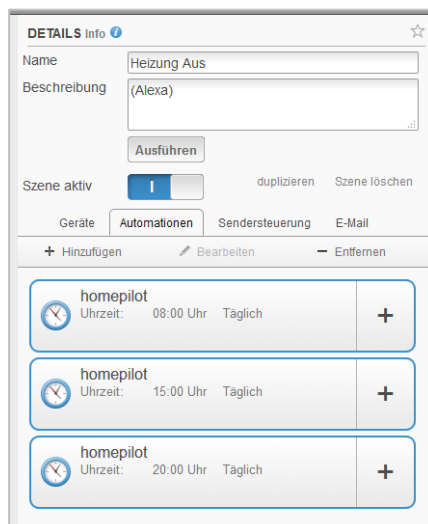 DETAILS Info
Name Heizung Aus
Beschreibung (Alexa)
Ausführen
Szene aktiv I duplizieren Szene löschen
Geräte Automationen Sendersteuerung E-Mail
+ Hinzufügen Bearbeiten − Entfernen
homepilot
Uhrzeit: 08:00 Uhr Täglich +
homepilot
Uhrzeit: 15:00 Uhr Täglich +
homepilot
Uhrzeit: 20:00 Uhr Täglich +